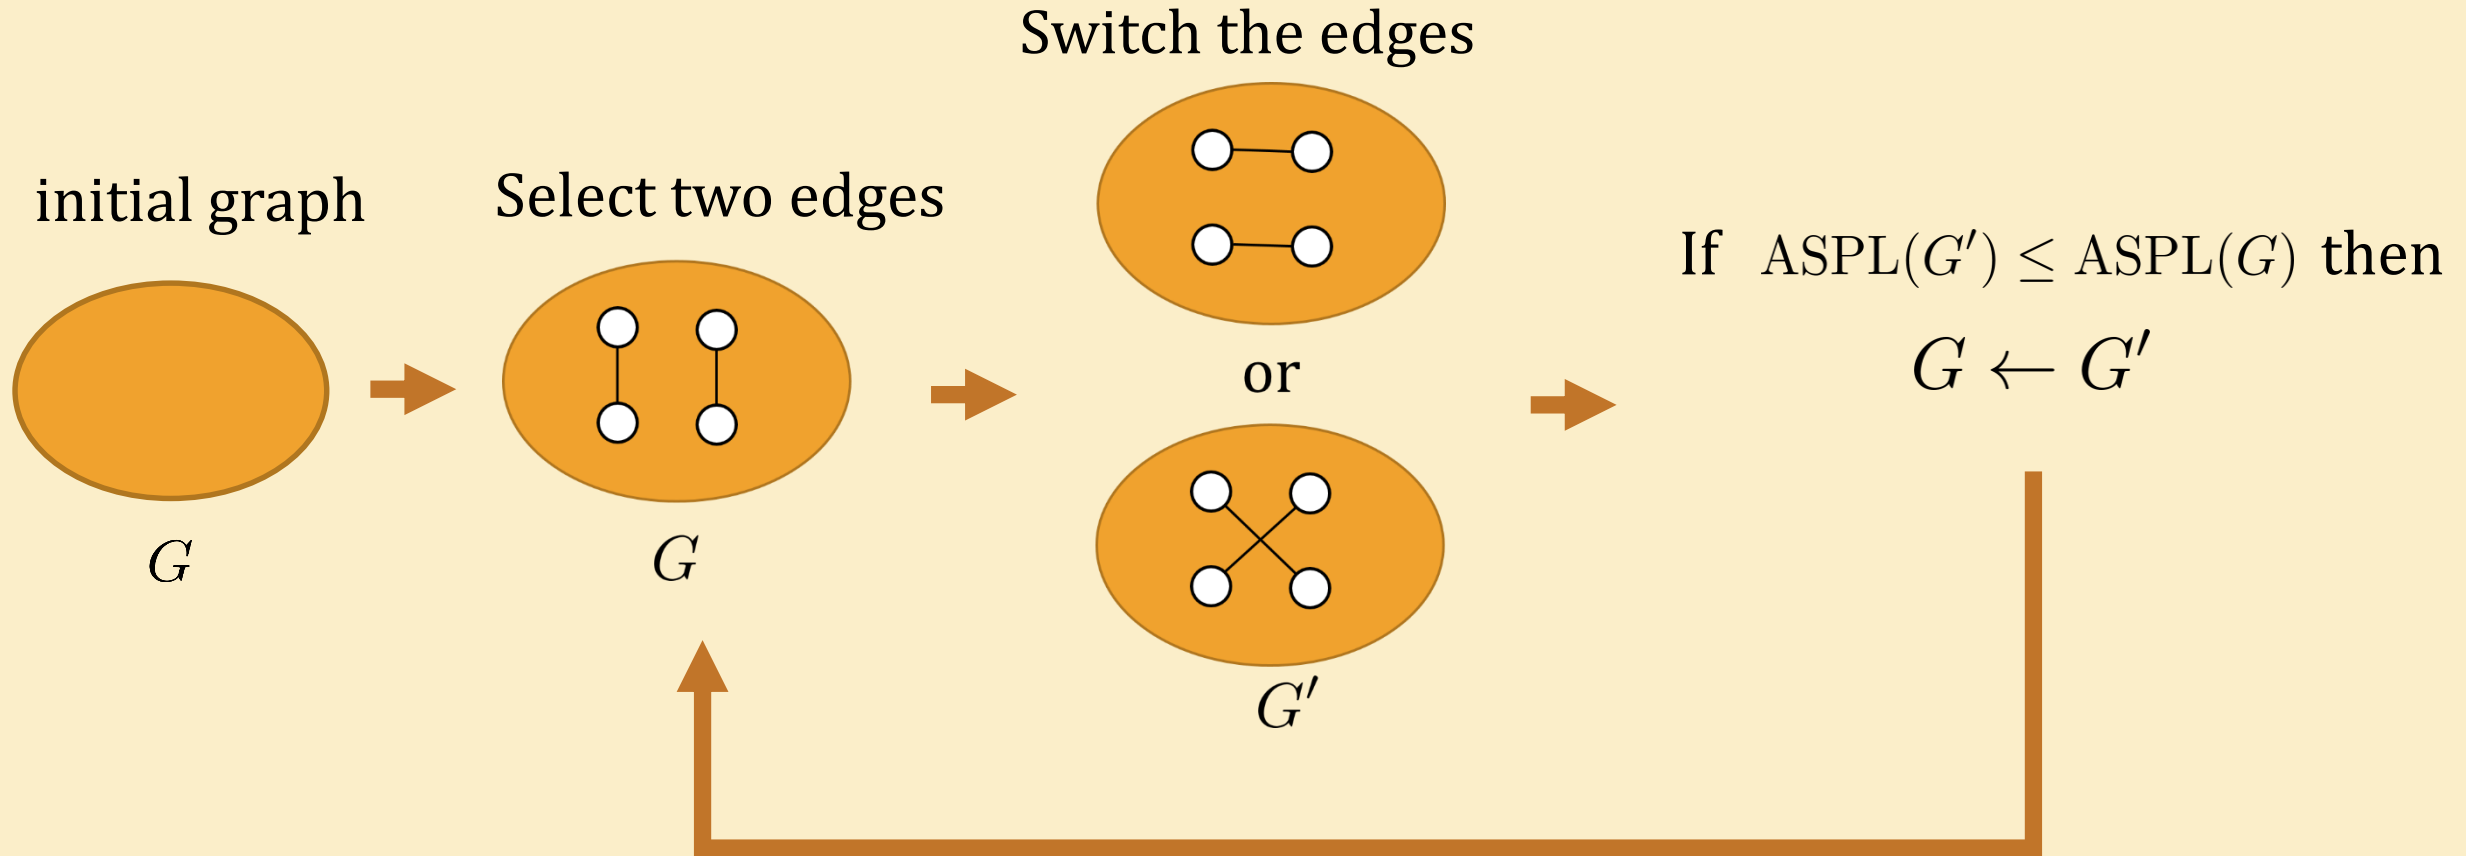 initial graph
G
Select two edges
G
Switch the edges
or
G′
If ASPL(G′) ≤ ASPL(G) then
G ← G′